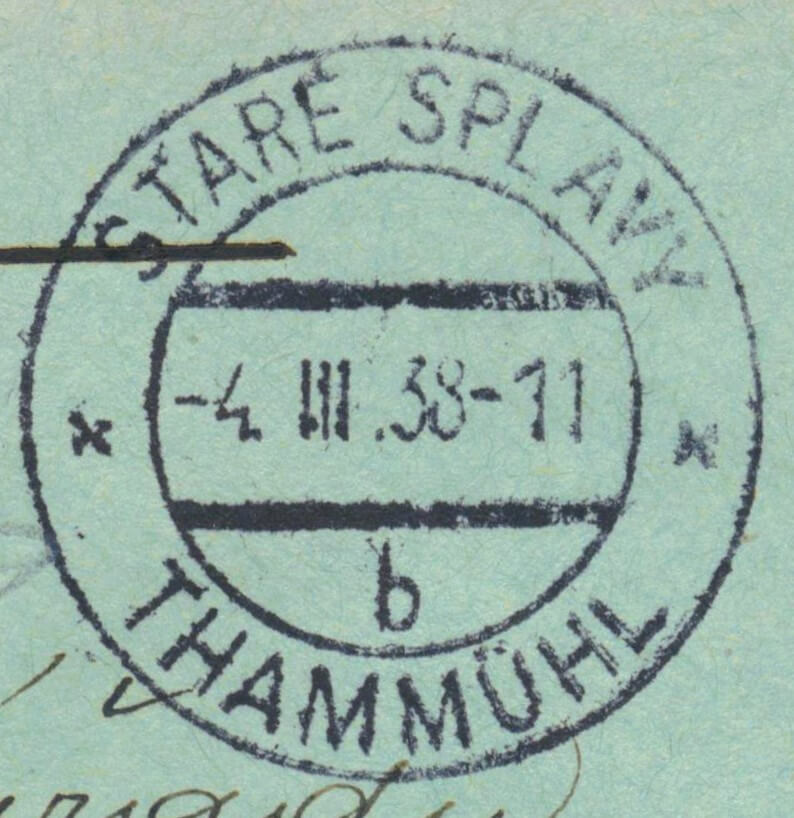 STARÉ SPLAVY
-4 III.38-11
b
THAMMÜHL